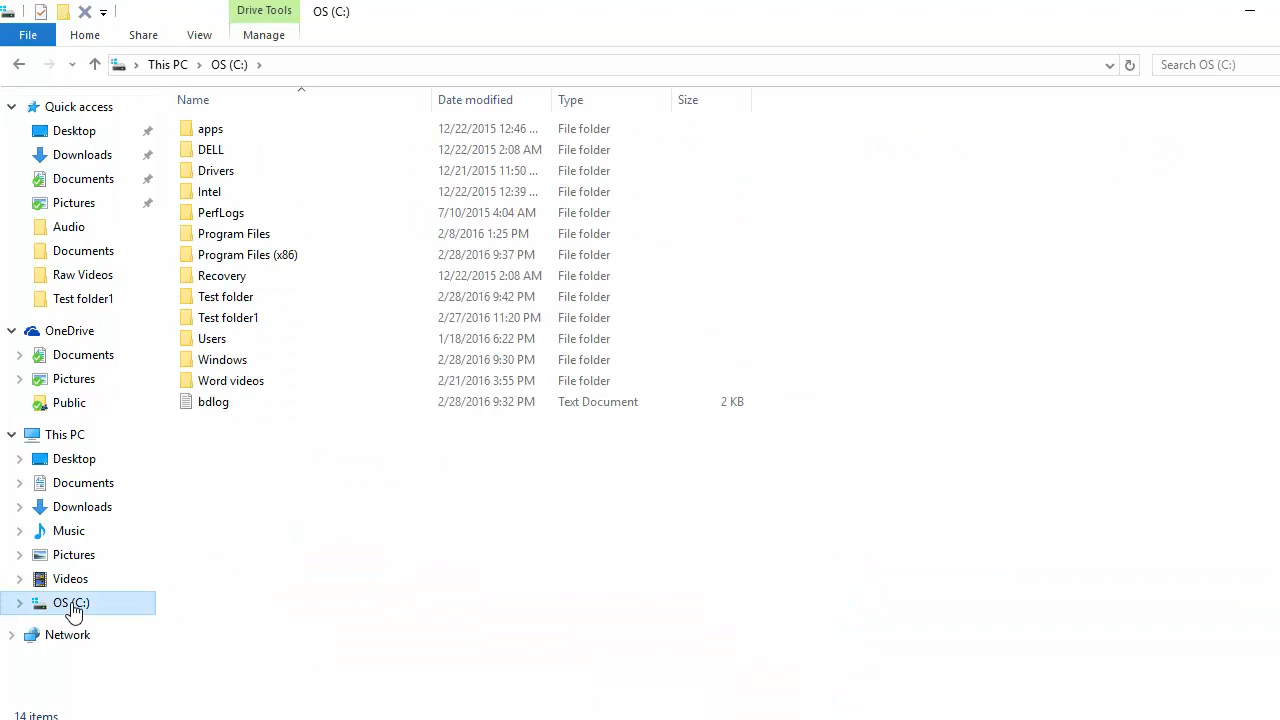 Drive Tools OS (C:)
File Home Share View Manage
This PC OS (C:) Search OS (C:)
Name Date modified Type Size
Quick access
Desktop
Downloads
Documents
Pictures
Audio
Documents
Raw Videos
Test folder1
OneDrive
Documents
Pictures
Public
This PC
Desktop
Documents
Downloads
Music
Pictures
Videos
OS (C:)
Network
apps 12/22/2015 12:46 ... File folder
DELL 12/22/2015 2:08 AM File folder
Drivers 12/21/2015 11:50 ... File folder
Intel 12/22/2015 12:39 ... File folder
PerfLogs 7/10/2015 4:04 AM File folder
Program Files 2/8/2016 1:25 PM File folder
Program Files (x86) 2/28/2016 9:37 PM File folder
Recovery 12/22/2015 2:08 AM File folder
Test folder 2/28/2016 9:42 PM File folder
Test folder1 2/27/2016 11:20 PM File folder
Users 1/18/2016 6:22 PM File folder
Windows 2/28/2016 9:30 PM File folder
Word videos 2/21/2016 3:55 PM File folder
bdlog 2/28/2016 9:32 PM Text Document 2 KB
14 items